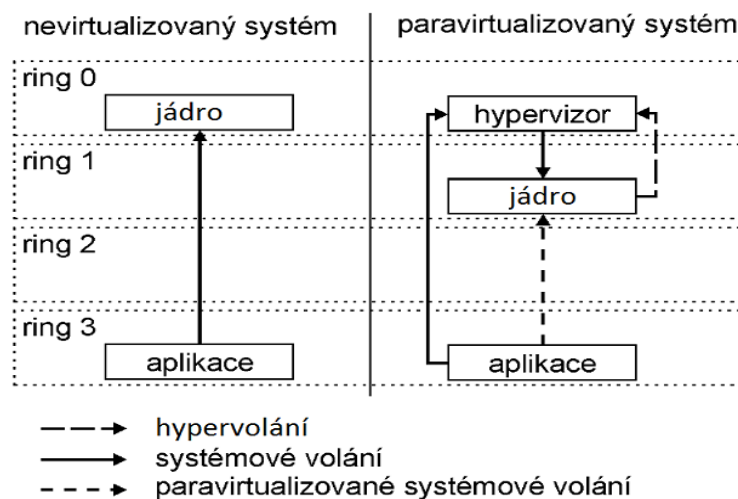 nevirtualizovaný systém
paravirtualizovaný systém
ring 0
jádro
hypervizor
ring 1
jádro
ring 2
ring 3
aplikace
aplikace
hypervolání
systémové volání
paravirtualizované systémové volání